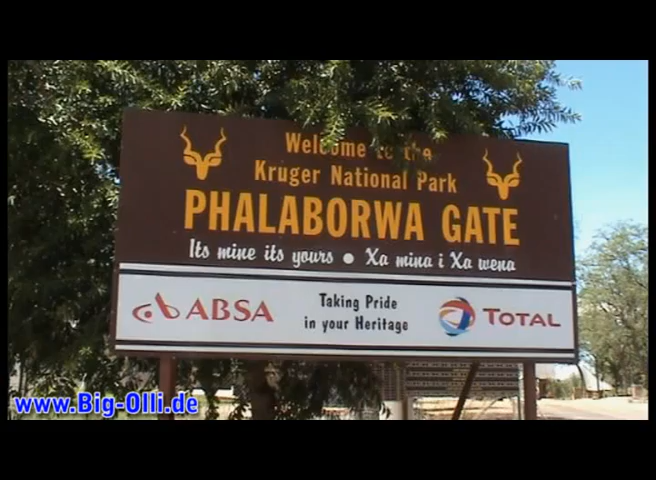 Welcome to the
Kruger National Park
PHALABORWA GATE
Its mine its yours • Xa mina i Xa wena
ABSA
Taking Pride
in your Heritage
TOTAL
www.Big-Olli.de